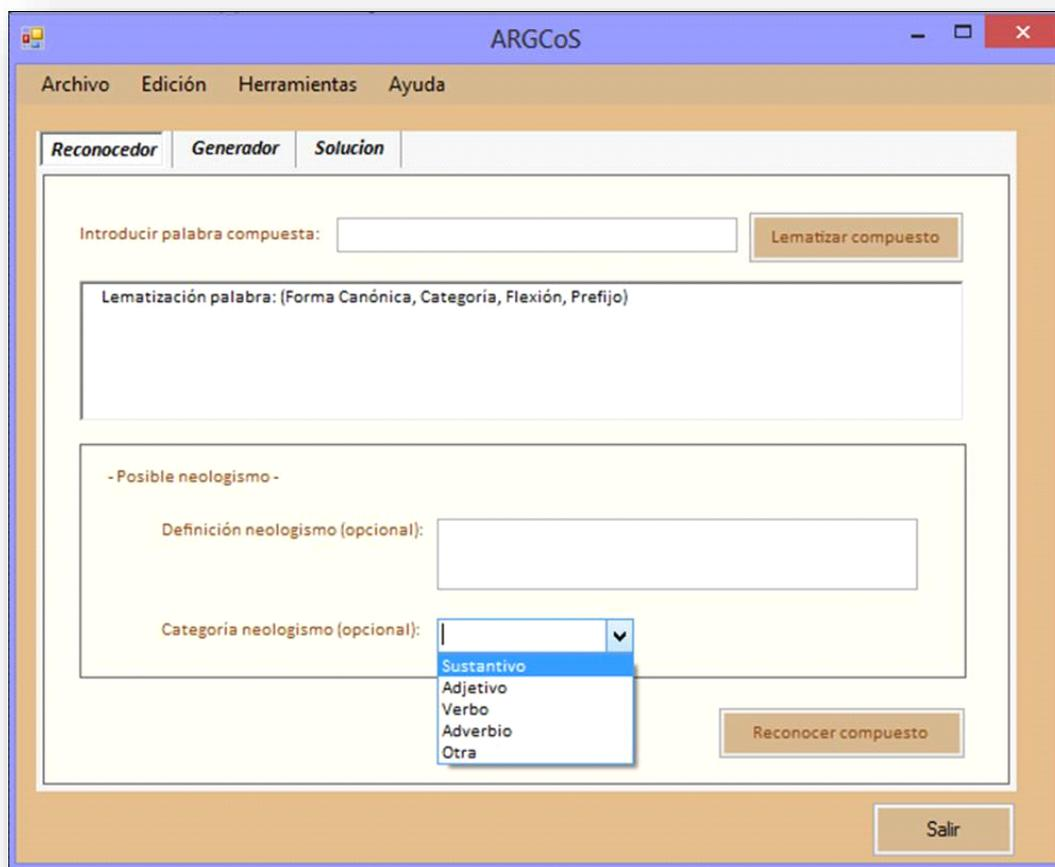 ARGCoS
Archivo Edición Herramientas Ayuda
Reconocedor Generador Solucion
Introducir palabra compuesta: Lematizar compuesto
Lematización palabra: (Forma Canónica, Categoría, Flexión, Prefijo)
- Posible neologismo -
Definición neologismo (opcional):
Categoría neologismo (opcional):
Sustantivo
Adjetivo
Verbo
Adverbio
Otra
Reconocer compuesto
Salir